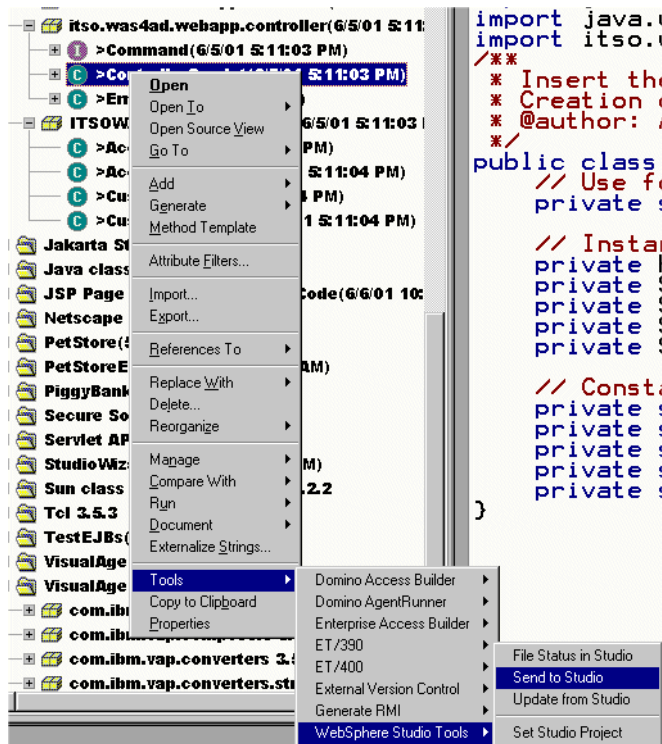 itso.was4ad.webapp.controller(6/5/01 5:11
>Command(6/5/01 5:11:03 PM)
5:11:03 PM)
ITSOW
6/5/01 5:11:03
>Acc
PM)
>Acc
5:11:04 PM)
>Cu
PM)
>Cu
1 5:11:04 PM)
Jakarta
Java class
JSP Page
Code(6/6/01 10:
Netscape
PetStore(
PetStoreE
AM)
PiggyBank
Secure So
Servlet AP
StudioWiz
M)
Sun class
.2.2
Tcl 3.5.3
TestEJBs(
VisualAge
VisualAge
com.ibm
com.ibm
com.ibm.vap.converters 3.
com.ibm.vap.converters.str
Open
Open To
Open Source View
Go To
Add
Generate
Method Template
Attribute Filters...
Import...
Export...
References To
Replace With
Delete...
Reorganize
Manage
Compare With
Run
Document
Externalize Strings...
Tools
Copy to Clipboard
Properties
Domino Access Builder
Domino AgentRunner
Enterprise Access Builder
ET/390
ET/400
External Version Control
Generate RMI
WebSphere Studio Tools
File Status in Studio
Send to Studio
Update from Studio
Set Studio Project
import java.u
import itso.w
/**
* Insert the
* Creation
* @author:
*/
public class
// Use fo
private s
// Instan
private
private S
private S
private S
private S
// Consta
private s
private s
private s
private s
private s
}